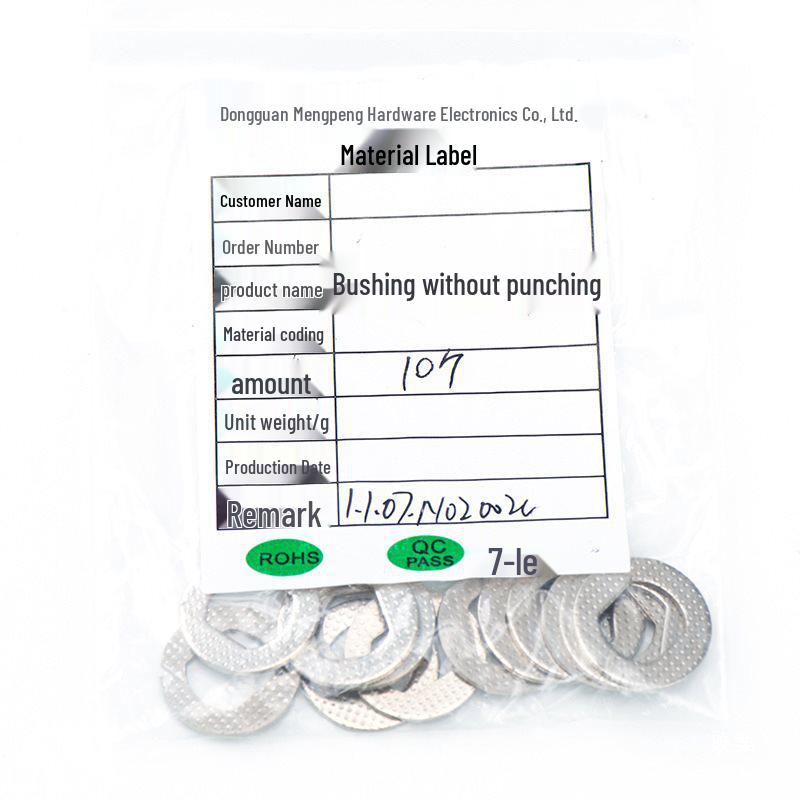 Dongguan Mengpeng Hardware Electronics Co., Ltd.
Material Label
Customer Name
Order Number
product name Bushing without punching
Material coding
amount 107
Unit weight/g
Production Date
Remark 1.1.07.N02002C
ROHS
QC
PASS
7-le